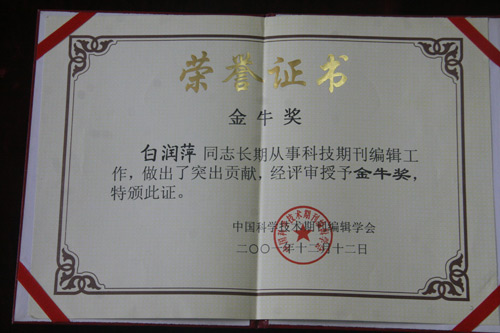 荣誉证书
金牛奖
白润萍 同志长期从事科技期刊编辑工
作，做出了突出贡献，经评审授予金牛奖，
特颁此证。
中国科学技术期刊编辑学会
二〇〇一年十二月十二日